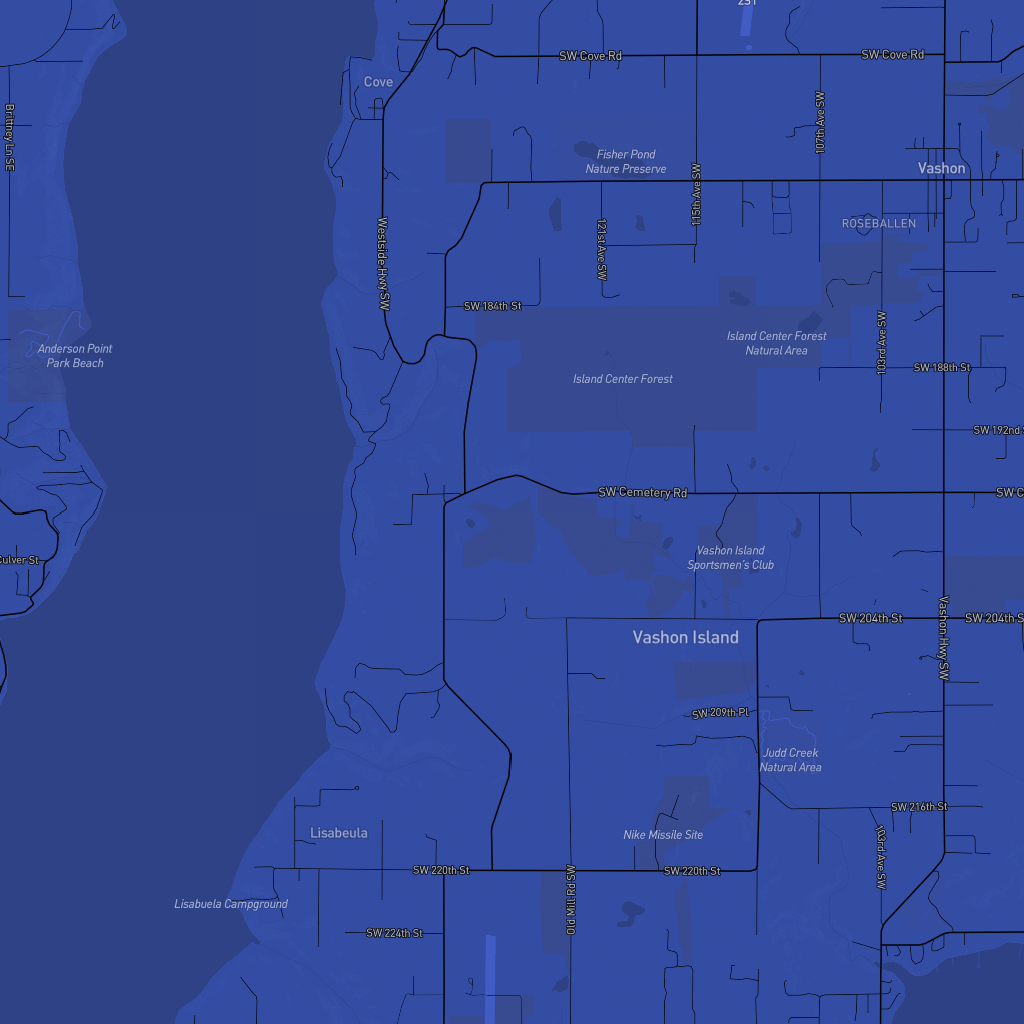 231
SW Cove Rd
SW Cove Rd
Cove
Brittney Ln SE
107th Ave SW
Fisher Pond
Nature Preserve
Vashon
115th Ave SW
Westside Hwy SW
121st Ave SW
ROSEBALLEN
SW 184th St
Anderson Point
Park Beach
Island Center Forest
Natural Area
103rd Ave SW
Island Center Forest
SW 188th St
SW 192nd
SW Cemetery Rd
SW C
Culver St
Vashon Island
Sportsmen's Club
SW 204th St
SW 204th S
Vashon Hwy SW
Vashon Island
SW 209th Pl
Judd Creek
Natural Area
SW 216th St
Lisabeula
Nike Missile Site
103rd Ave SW
SW 220th St
SW 220th St
Old Mill Rd SW
Lisabuela Campground
SW 224th St